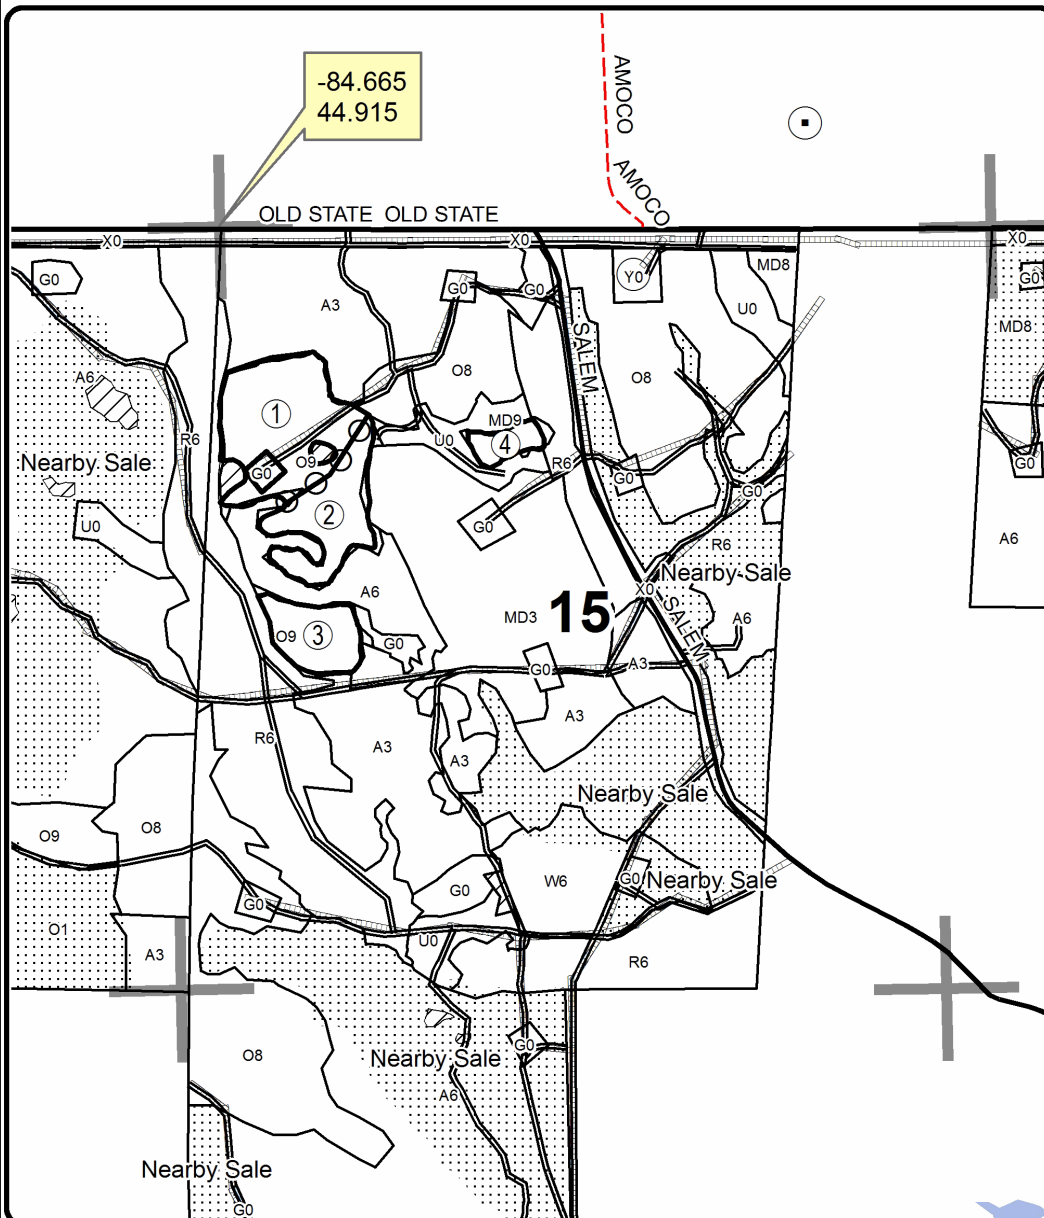 -84.665
44.915
AMOCO
AMOCO
OLD STATE OLD STATE
X0
X0
X0
G0
A3
G0
G0
Y0
MD8
G0
U0
MD8
SALEM
A6
O8
O8
1
MD9
R6
U0
4
Nearby Sale
O9
G0
R6
G0
G0
G0
U0
2
G0
A6
R6
Nearby Sale
X0
A6
MD3
15
SALEM
A6
O9
3
G0
G0
A3
A3
R6
A3
A3
Nearby Sale
O9
O8
G0
W6
G0
Nearby Sale
G0
O1
U0
A3
R6
G0
O8
Nearby Sale
A6
Nearby Sale
G0